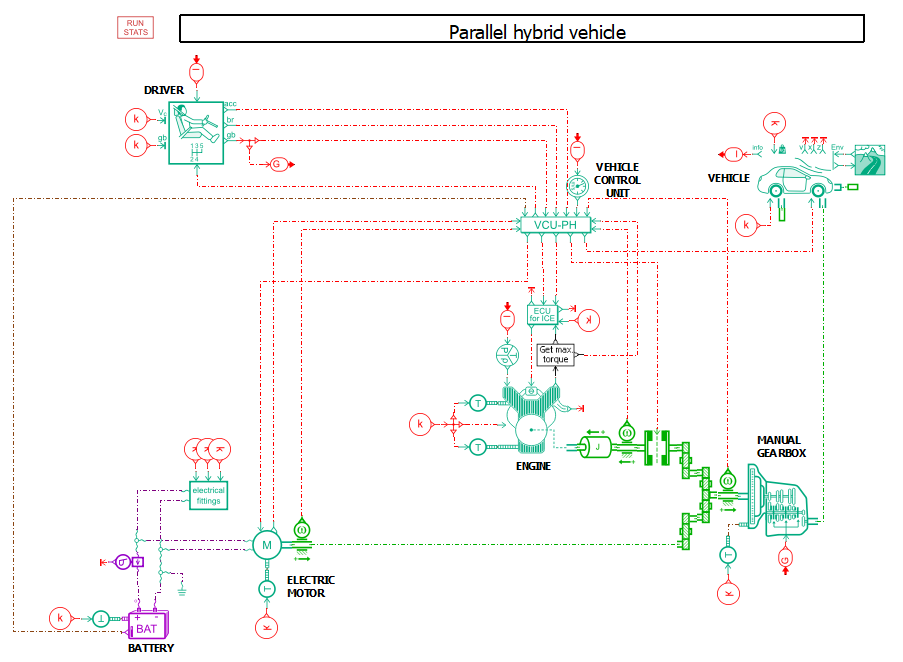 RUN
STATS
Parallel hybrid vehicle
DRIVER
acc
br
gb
Vc
gb
k
k
1 3 5
2 4
G
VEHICLE
CONTROL
UNIT
VCU-PH
k
info
Env
VEHICLE
k
ECU
for ICE
k
Get max.
torque
T
T
k
ENGINE
J
ω
MANUAL
GEARBOX
ω
T
k
G
electrical
fittings
M
ω
ELECTRIC
MOTOR
T
k
k
T
+ -
BAT
BATTERY